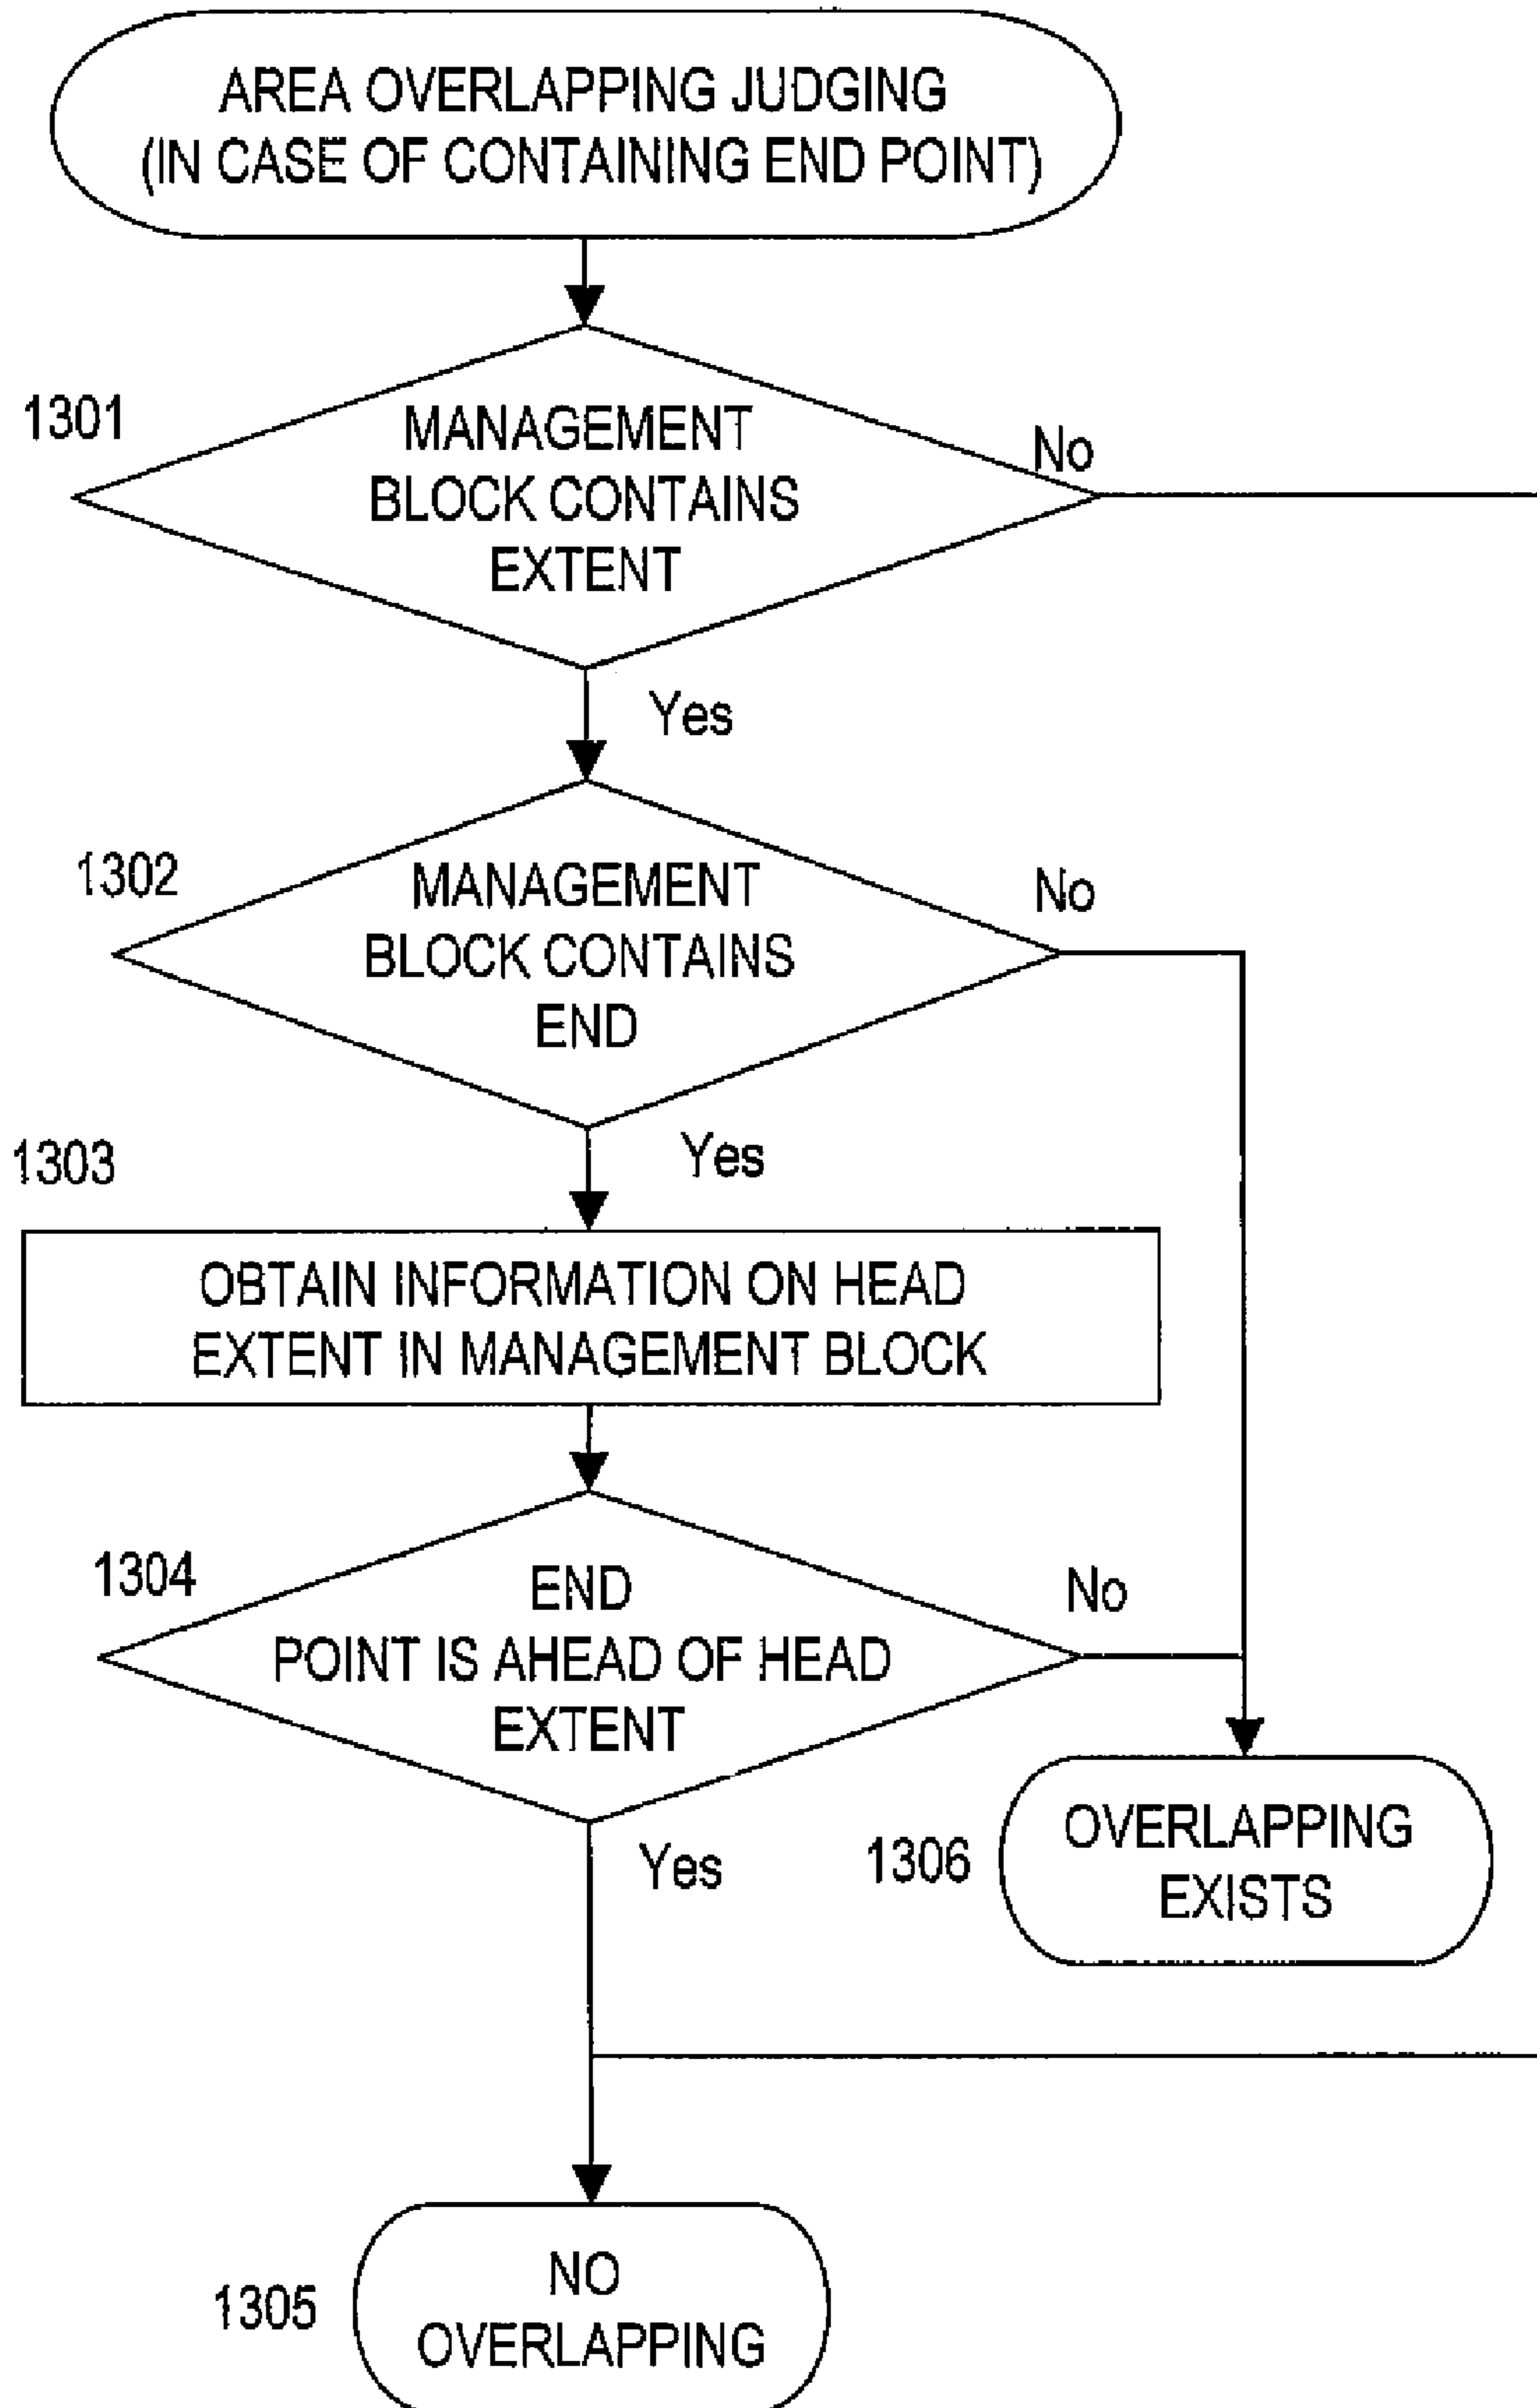 AREA OVERLAPPING JUDGING
(IN CASE OF CONTAINING END POINT)
1301
MANAGEMENT
BLOCK CONTAINS
EXTENT
No
Yes
1302
MANAGEMENT
BLOCK CONTAINS
END
No
Yes
1303
OBTAIN INFORMATION ON HEAD
EXTENT IN MANAGEMENT BLOCK
1304
END
POINT IS AHEAD OF HEAD
EXTENT
No
Yes
1306
OVERLAPPING
EXISTS
1305
NO
OVERLAPPING